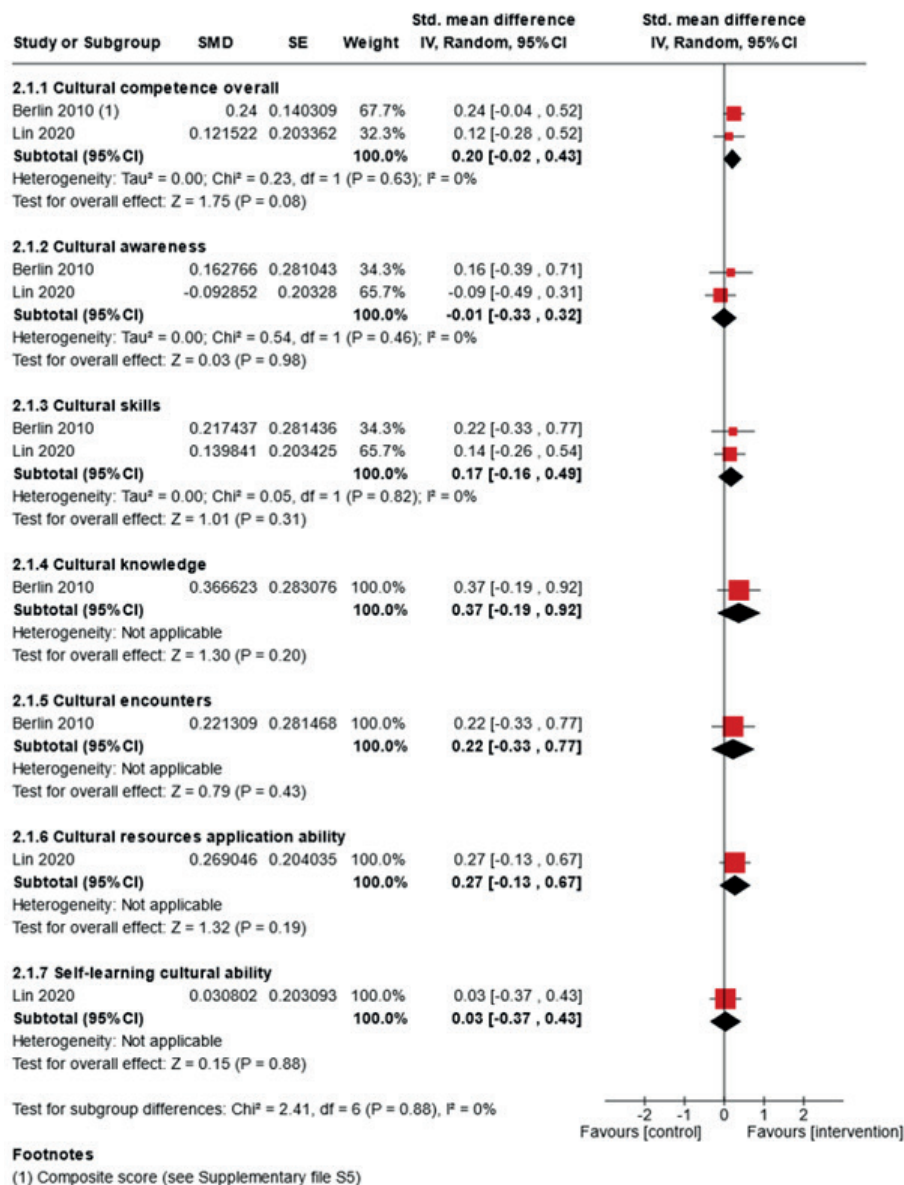 Std. mean difference Std. mean difference
Study or Subgroup SMD SE Weight IV, Random, 95%CI IV, Random, 95%CI
2.1.1 Cultural competence overall
Berlin 2010 (1) 0.24 0.140309 67.7% 0.24 [-0.04 , 0.52]
Lin 2020 0.121522 0.203362 32.3% 0.12 [-0.28 , 0.52]
Subtotal (95%CI) 100.0% 0.20 [-0.02 , 0.43]
Heterogeneity: Tau² = 0.00; Chi² = 0.23, df = 1 (P = 0.63); I² = 0%
Test for overall effect: Z = 1.75 (P = 0.08)
2.1.2 Cultural awareness
Berlin 2010 0.162766 0.281043 34.3% 0.16 [-0.39 , 0.71]
Lin 2020 -0.092852 0.20328 65.7% -0.09 [-0.49 , 0.31]
Subtotal (95%CI) 100.0% -0.01 [-0.33 , 0.32]
Heterogeneity: Tau² = 0.00; Chi² = 0.54, df = 1 (P = 0.46); I² = 0%
Test for overall effect: Z = 0.03 (P = 0.98)
2.1.3 Cultural skills
Berlin 2010 0.217437 0.281436 34.3% 0.22 [-0.33 , 0.77]
Lin 2020 0.139841 0.203425 65.7% 0.14 [-0.26 , 0.54]
Subtotal (95%CI) 100.0% 0.17 [-0.16 , 0.49]
Heterogeneity: Tau² = 0.00; Chi² = 0.05, df = 1 (P = 0.82); I² = 0%
Test for overall effect: Z = 1.01 (P = 0.31)
2.1.4 Cultural knowledge
Berlin 2010 0.366623 0.283076 100.0% 0.37 [-0.19 , 0.92]
Subtotal (95%CI) 100.0% 0.37 [-0.19 , 0.92]
Heterogeneity: Not applicable
Test for overall effect: Z = 1.30 (P = 0.20)
2.1.5 Cultural encounters
Berlin 2010 0.221309 0.281468 100.0% 0.22 [-0.33 , 0.77]
Subtotal (95%CI) 100.0% 0.22 [-0.33 , 0.77]
Heterogeneity: Not applicable
Test for overall effect: Z = 0.79 (P = 0.43)
2.1.6 Cultural resources application ability
Lin 2020 0.269046 0.204035 100.0% 0.27 [-0.13 , 0.67]
Subtotal (95%CI) 100.0% 0.27 [-0.13 , 0.67]
Heterogeneity: Not applicable
Test for overall effect: Z = 1.32 (P = 0.19)
2.1.7 Self-learning cultural ability
Lin 2020 0.030802 0.203093 100.0% 0.03 [-0.37 , 0.43]
Subtotal (95%CI) 100.0% 0.03 [-0.37 , 0.43]
Heterogeneity: Not applicable
Test for overall effect: Z = 0.15 (P = 0.88)
Test for subgroup differences: Chi² = 2.41, df = 6 (P = 0.88), I² = 0%
-2 -1 0 1 2
Favours [control] Favours [intervention]
Footnotes
(1) Composite score (see Supplementary file S5)